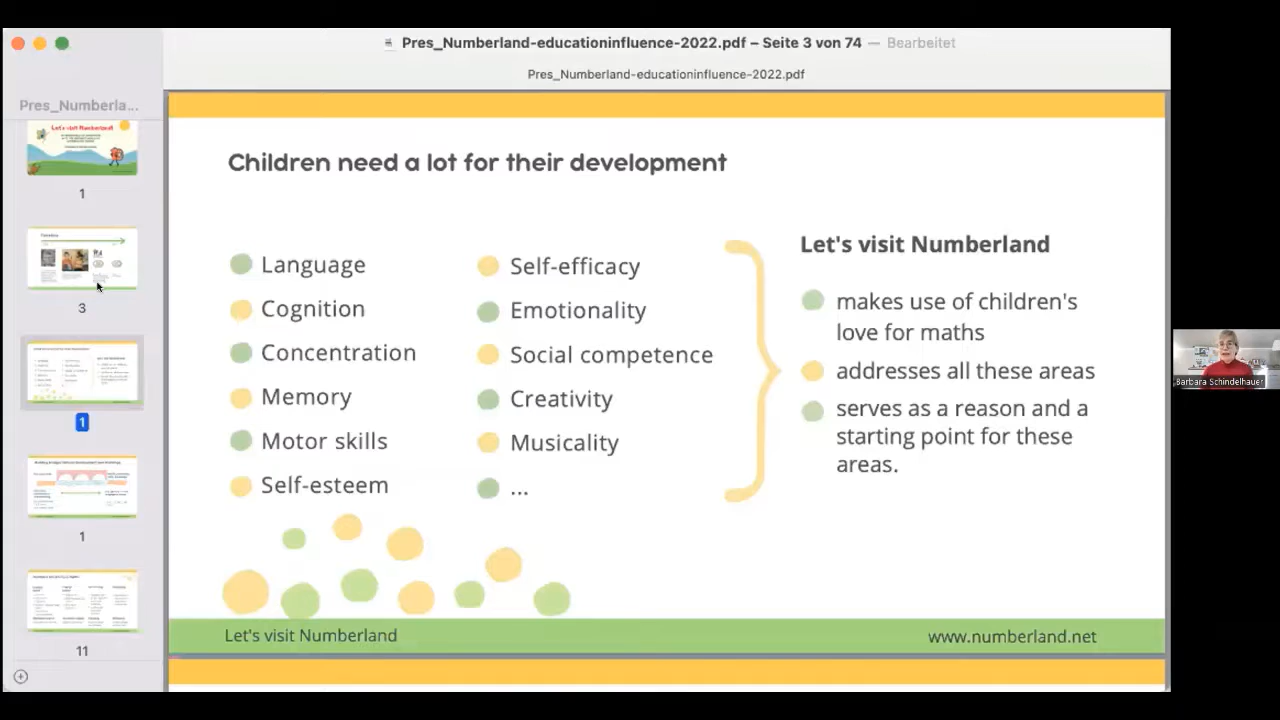 Pres_Numberland-educationinfluence-2022.pdf – Seite 3 von 74 — Bearbeitet
Pres_Numberland-educationinfluence-2022.pdf
Pres_Numberla...
Let's visit Numberland!
1
3
1
1
11
Children need a lot for their development
Language
Cognition
Concentration
Memory
Motor skills
Self-esteem
Self-efficacy
Emotionality
Social competence
Creativity
Musicality
...
Let's visit Numberland
makes use of children's
love for maths
addresses all these areas
serves as a reason and a
starting point for these
areas.
Let's visit Numberland
www.numberland.net
Barbara Schindelhauer